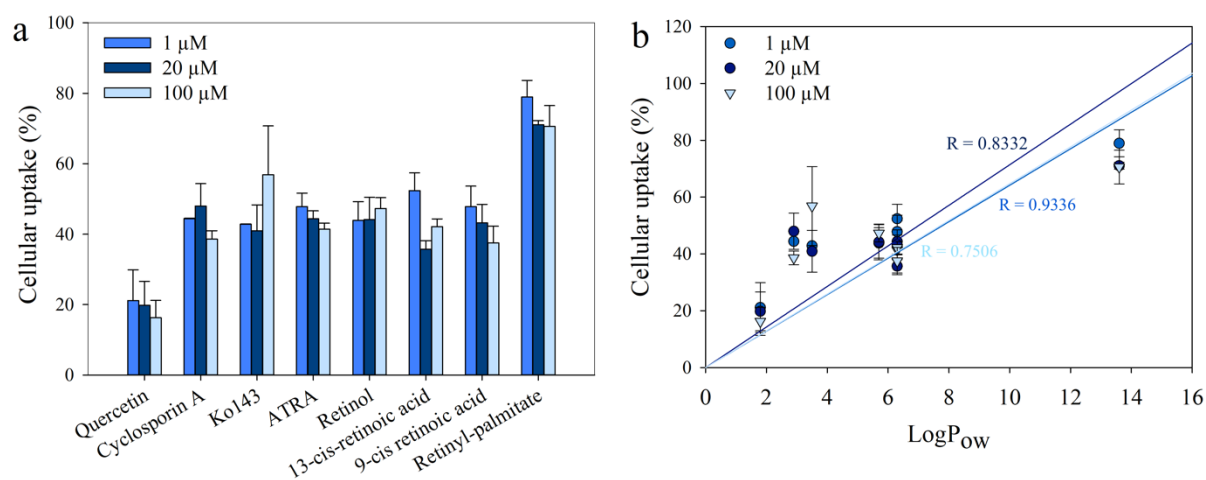 a
100
80
60
40
20
0
Cellular uptake (%)
1 µM
20 µM
100 µM
Quercetin
Cyclosporin A
Ko143
ATRA
Retinol
13-cis-retinoic acid
9-cis retinoic acid
Retinyl-palmitate
b
120
100
80
60
40
20
0
Cellular uptake (%)
1 µM
20 µM
100 µM
R = 0.8332
R = 0.9336
R = 0.7506
0 2 4 6 8 10 12 14 16
LogPOW